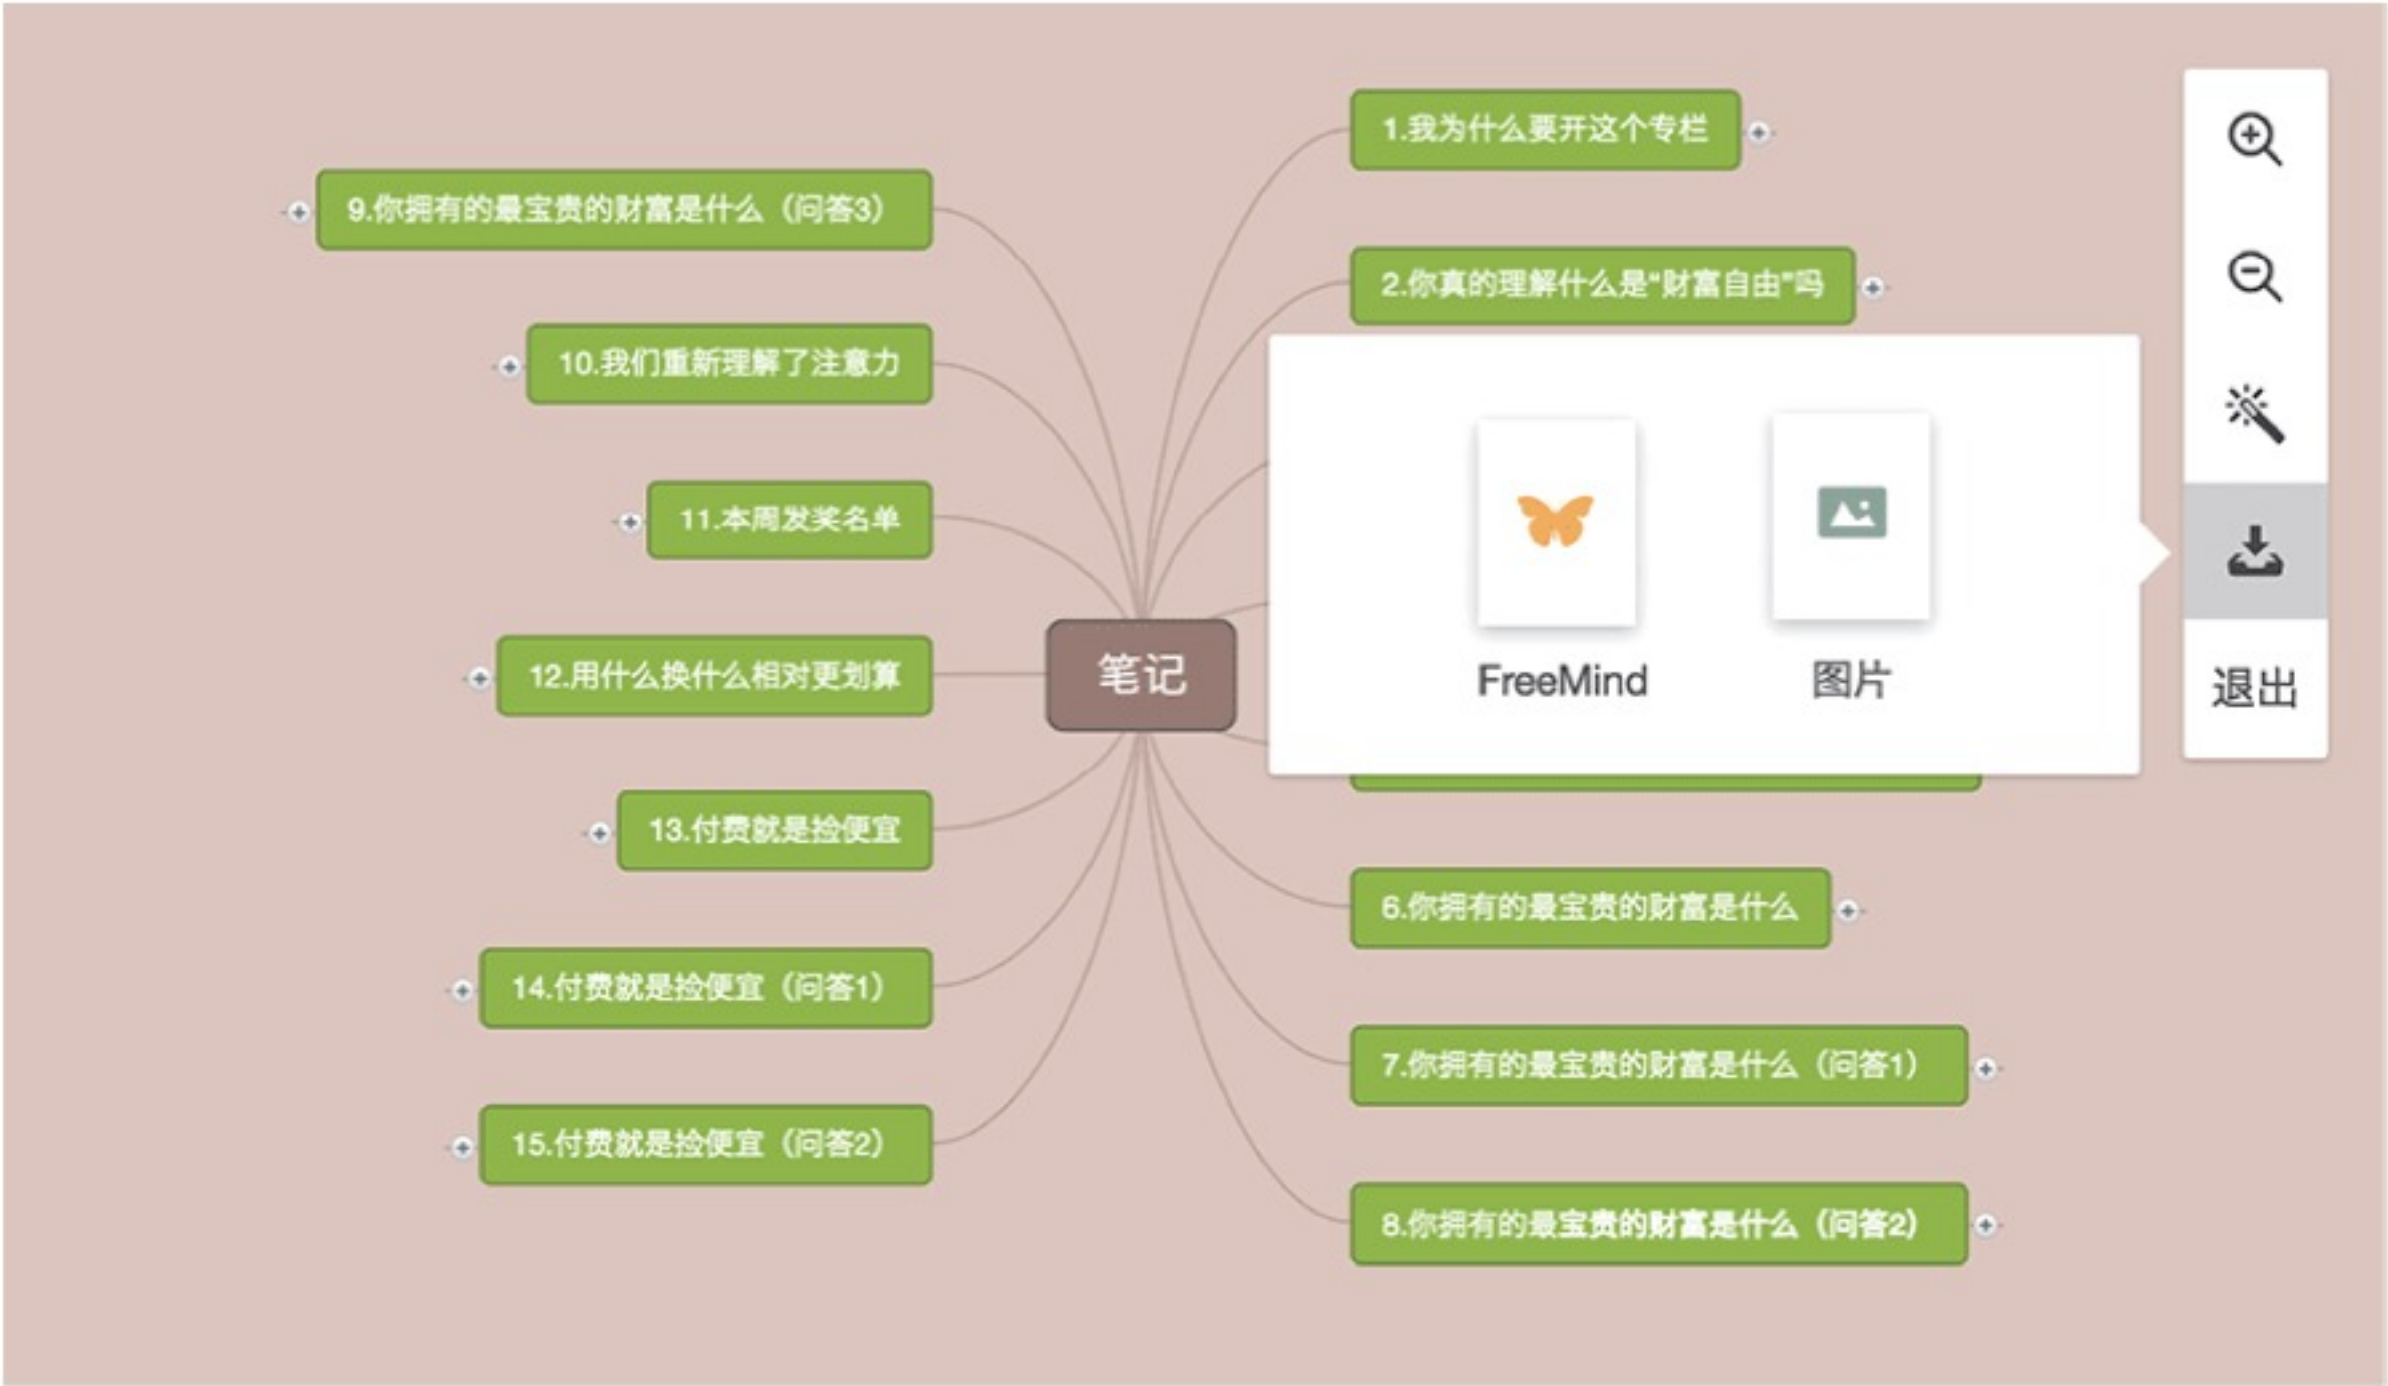 1.我为什么要开这个专栏
2.你真的理解什么是“财富自由”吗
6.你拥有的最宝贵的财富是什么
7.你拥有的最宝贵的财富是什么（问答1）
8.你拥有的最宝贵的财富是什么（问答2）
9.你拥有的最宝贵的财富是什么（问答3）
10.我们重新理解了注意力
11.本周发奖名单
12.用什么换什么相对更划算
13.付费就是捡便宜
14.付费就是捡便宜（问答1）
15.付费就是捡便宜（问答2）
笔记
FreeMind
图片
退出